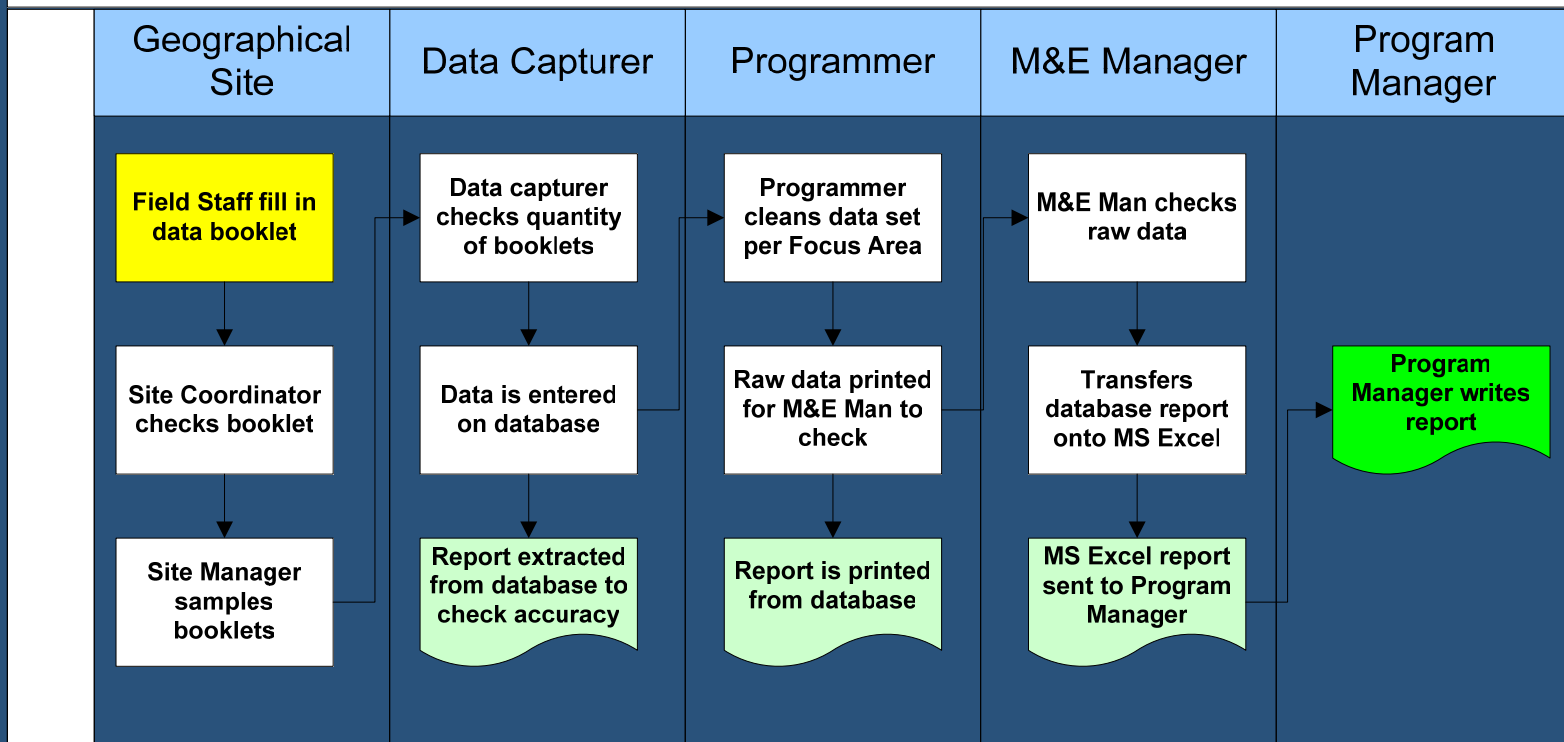 Geographical
Site
Data Capturer
Programmer
M&E Manager
Program
Manager
Field Staff fill in
data booklet
Site Coordinator
checks booklet
Site Manager
samples
booklets
Data capturer
checks quantity
of booklets
Data is entered
on database
Report extracted
from database to
check accuracy
Programmer
cleans data set
per Focus Area
Raw data printed
for M&E Man to
check
Report is printed
from database
M&E Man checks
raw data
Transfers
database report
onto MS Excel
MS Excel report
sent to Program
Manager
Program
Manager writes
report